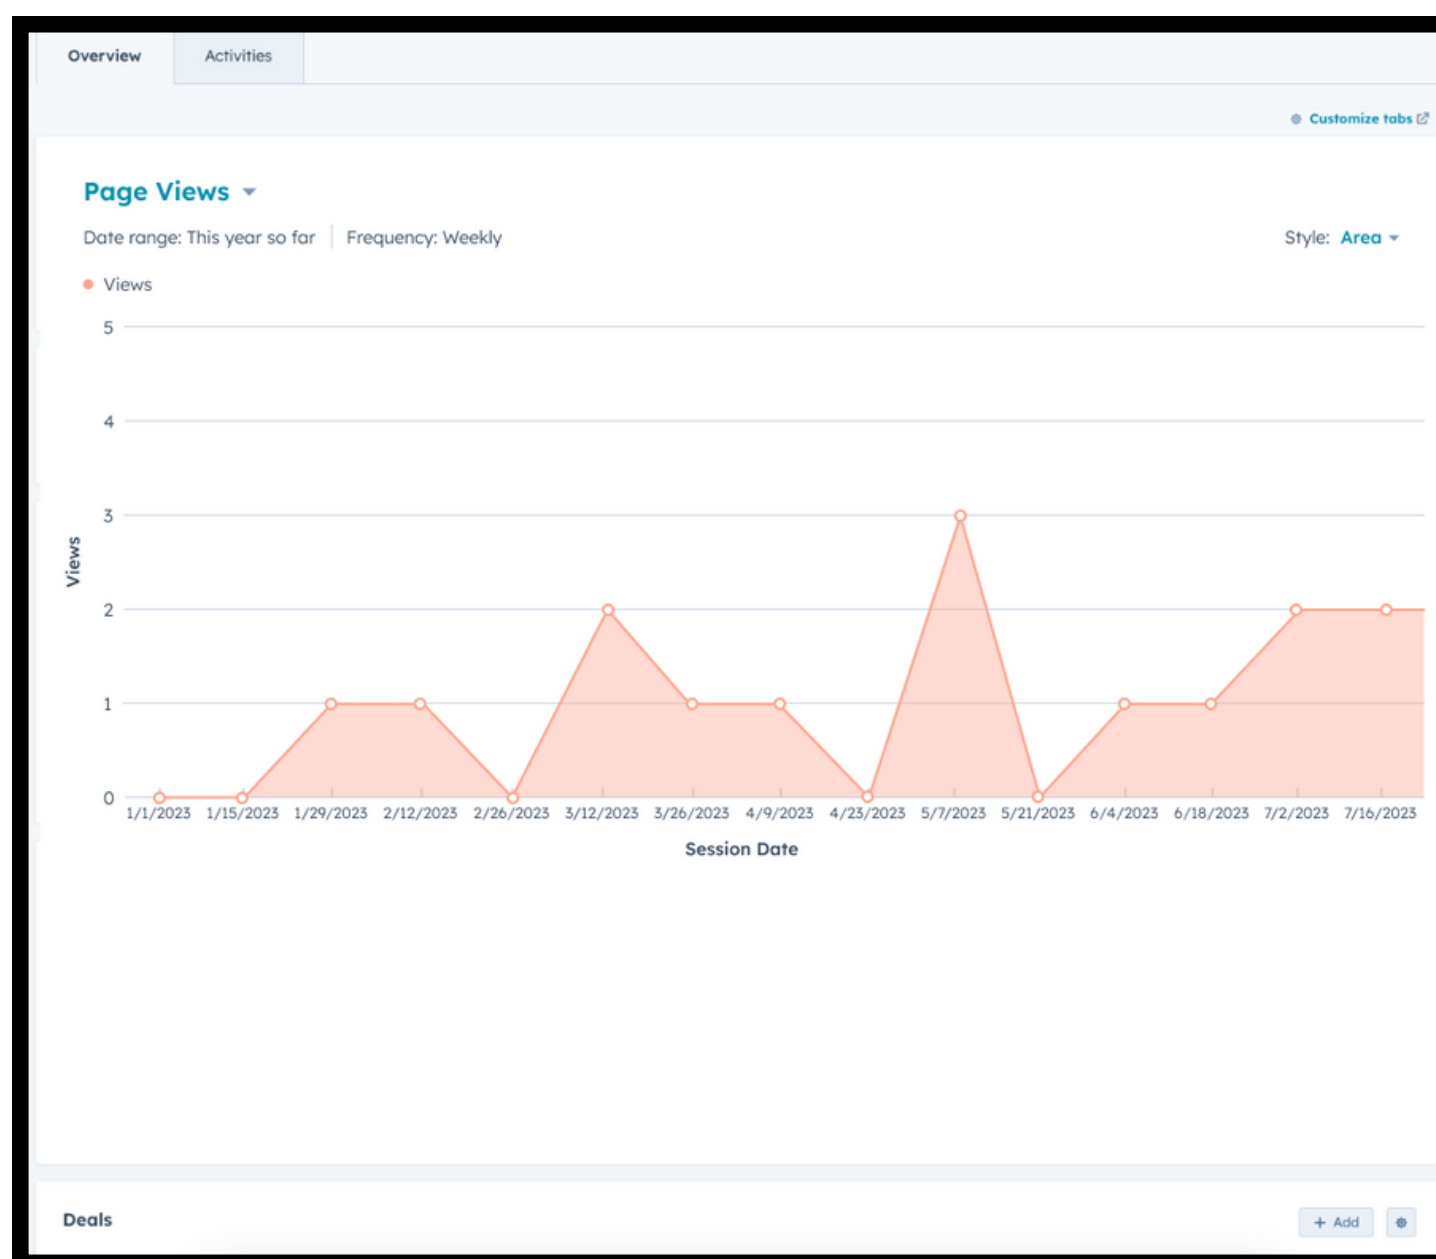 Overview Activities
Customize tabs
Page Views
Date range: This year so far Frequency: Weekly Style: Area
Views
5
4
3
2
1
0
Views
1/1/2023 1/15/2023 1/29/2023 2/12/2023 2/26/2023 3/12/2023 3/26/2023 4/9/2023 4/23/2023 5/7/2023 5/21/2023 6/4/2023 6/18/2023 7/2/2023 7/16/2023
Session Date
Deals + Add